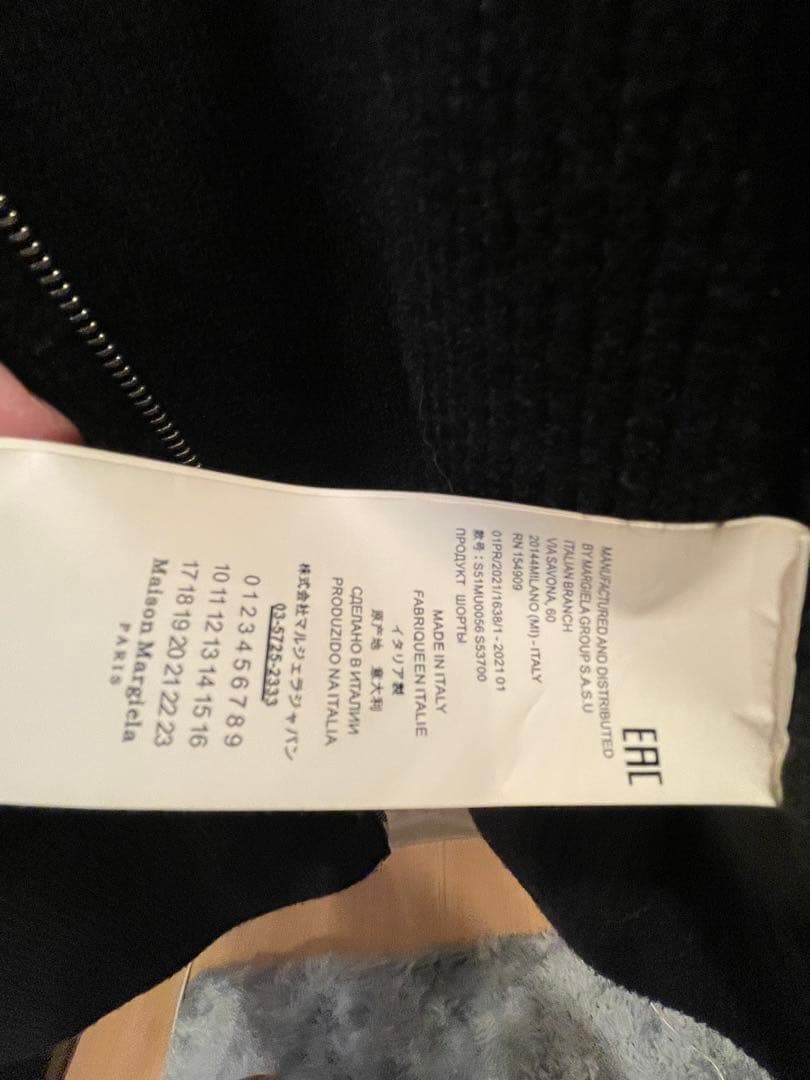 EAC
MANUFACTURED AND DISTRIBUTED
BY MARGIELA GROUP S.A.S.U
ITALIAN BRANCH
VIA SAVONA, 60
20144MILANO (MI) - ITALY
RN 154909
01PR/2021/1638/1 - 2021 01
款号：S51MU0056 S53700
ПРОДУКТ ШОРТЫ
MADE IN ITALY
FABRIQUEEN ITALIE
イタリア製
原产地 意大利
СДЕЛАНО В ИТАЛИИ
PRODUZIDO NA ITALIA
株式会社マルジェラジャパン
03-5725-2333
0 1 2 3 4 5 6 7 8 9
10 11 12 13 14 15 16
17 18 19 20 21 22 23
Maison Margiela
PARIS